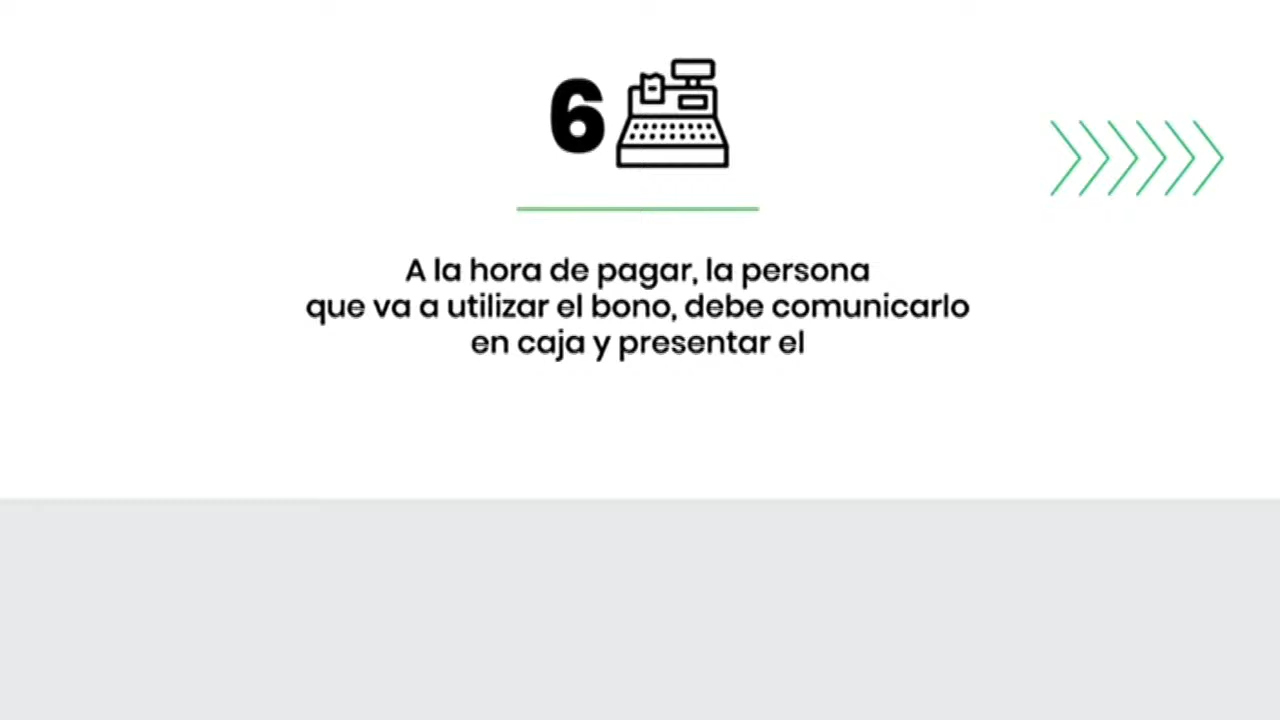 6
A la hora de pagar, la persona
que va a utilizar el bono, debe comunicarlo
en caja y presentar el